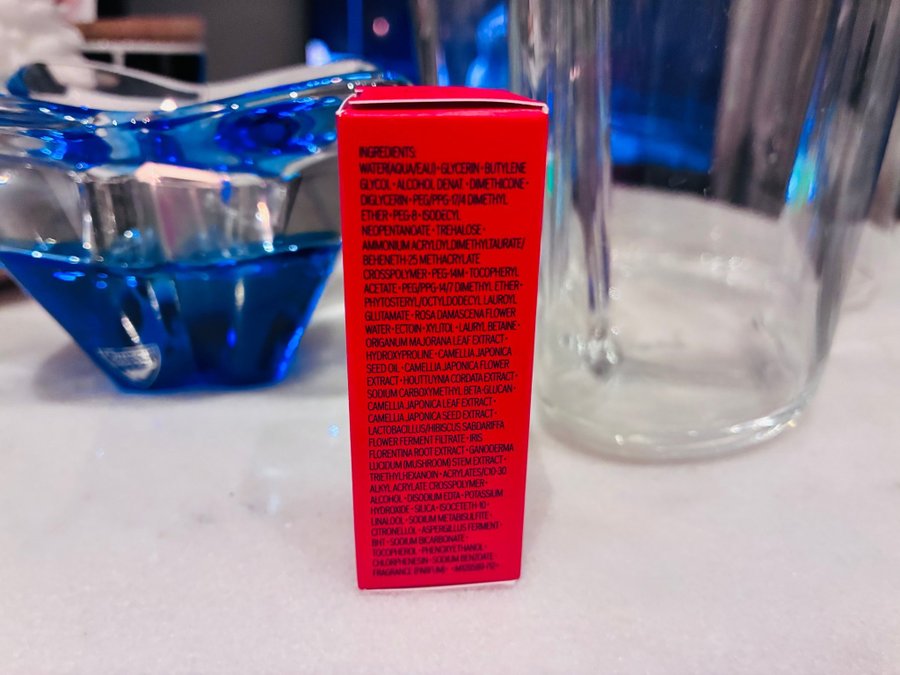 INGREDIENTS:
WATER(AQUA/EAU)･GLYCERIN･BUTYLENE
GLYCOL･ALCOHOL DENAT.･DIMETHICONE･
DIGLYCERIN･PEG/PPG-17/4 DIMETHYL
ETHER･PEG-8･ISODECYL
NEOPENTANOATE･TREHALOSE･
AMMONIUM ACRYLOYLDIMETHYLTAURATE/
BEHENETH-25 METHACRYLATE
CROSSPOLYMER･PEG-14M･TOCOPHERYL
ACETATE･PEG/PPG-14/7 DIMETHYL ETHER･
PHYTOSTERYL/OCTYLDODECYL LAUROYL
GLUTAMATE･ROSA DAMASCENA FLOWER
WATER･ECTOIN･XYLITOL･LAURYL BETAINE･
ORIGANUM MAJORANA LEAF EXTRACT･
HYDROXYPROLINE･CAMELLIA JAPONICA
SEED OIL･CAMELLIA JAPONICA FLOWER
EXTRACT･HOUTTUYNIA CORDATA EXTRACT･
SODIUM CARBOXYMETHYL BETA-GLUCAN･
CAMELLIA JAPONICA LEAF EXTRACT･
CAMELLIA JAPONICA SEED EXTRACT･
LACTOBACILLUS/HIBISCUS SABDARIFFA
FLOWER FERMENT FILTRATE･IRIS
FLORENTINA ROOT EXTRACT･GANODERMA
LUCIDUM (MUSHROOM) STEM EXTRACT･
TRIETHYLHEXANOIN･ACRYLATES/C10-30
ALKYL ACRYLATE CROSSPOLYMER･
ALCOHOL･DISODIUM EDTA･POTASSIUM
HYDROXIDE･SILICA･ISOCETETH-10･
LINALOOL･SODIUM METABISULFITE･
CITRONELLOL･ASPERGILLUS FERMENT･
BHT･SODIUM BICARBONATE･
TOCOPHEROL･PHENOXYETHANOL･
CHLORPHENESIN･SODIUM BENZOATE･
FRAGRANCE (PARFUM)･